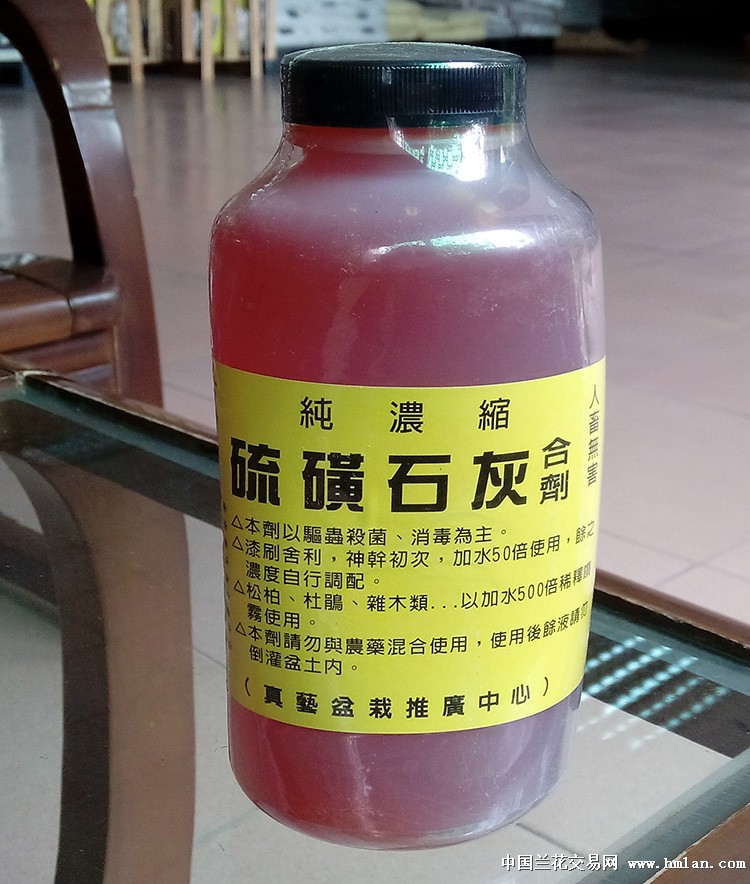 純濃縮
硫磺石灰合劑
人畜無害
△本劑以驅蟲殺菌、消毒為主。
△漆刷舍利，神幹初次，加水50倍使用，餘之
濃度自行調配。
△松柏、杜鵑、雜木類...以加水500倍稀釋噴
霧使用。
△本劑請勿與農藥混合使用，使用後餘液請勿
倒灌盆土內。
(真藝盆栽推廣中心)
中国兰花交易网 www.hmlan.com